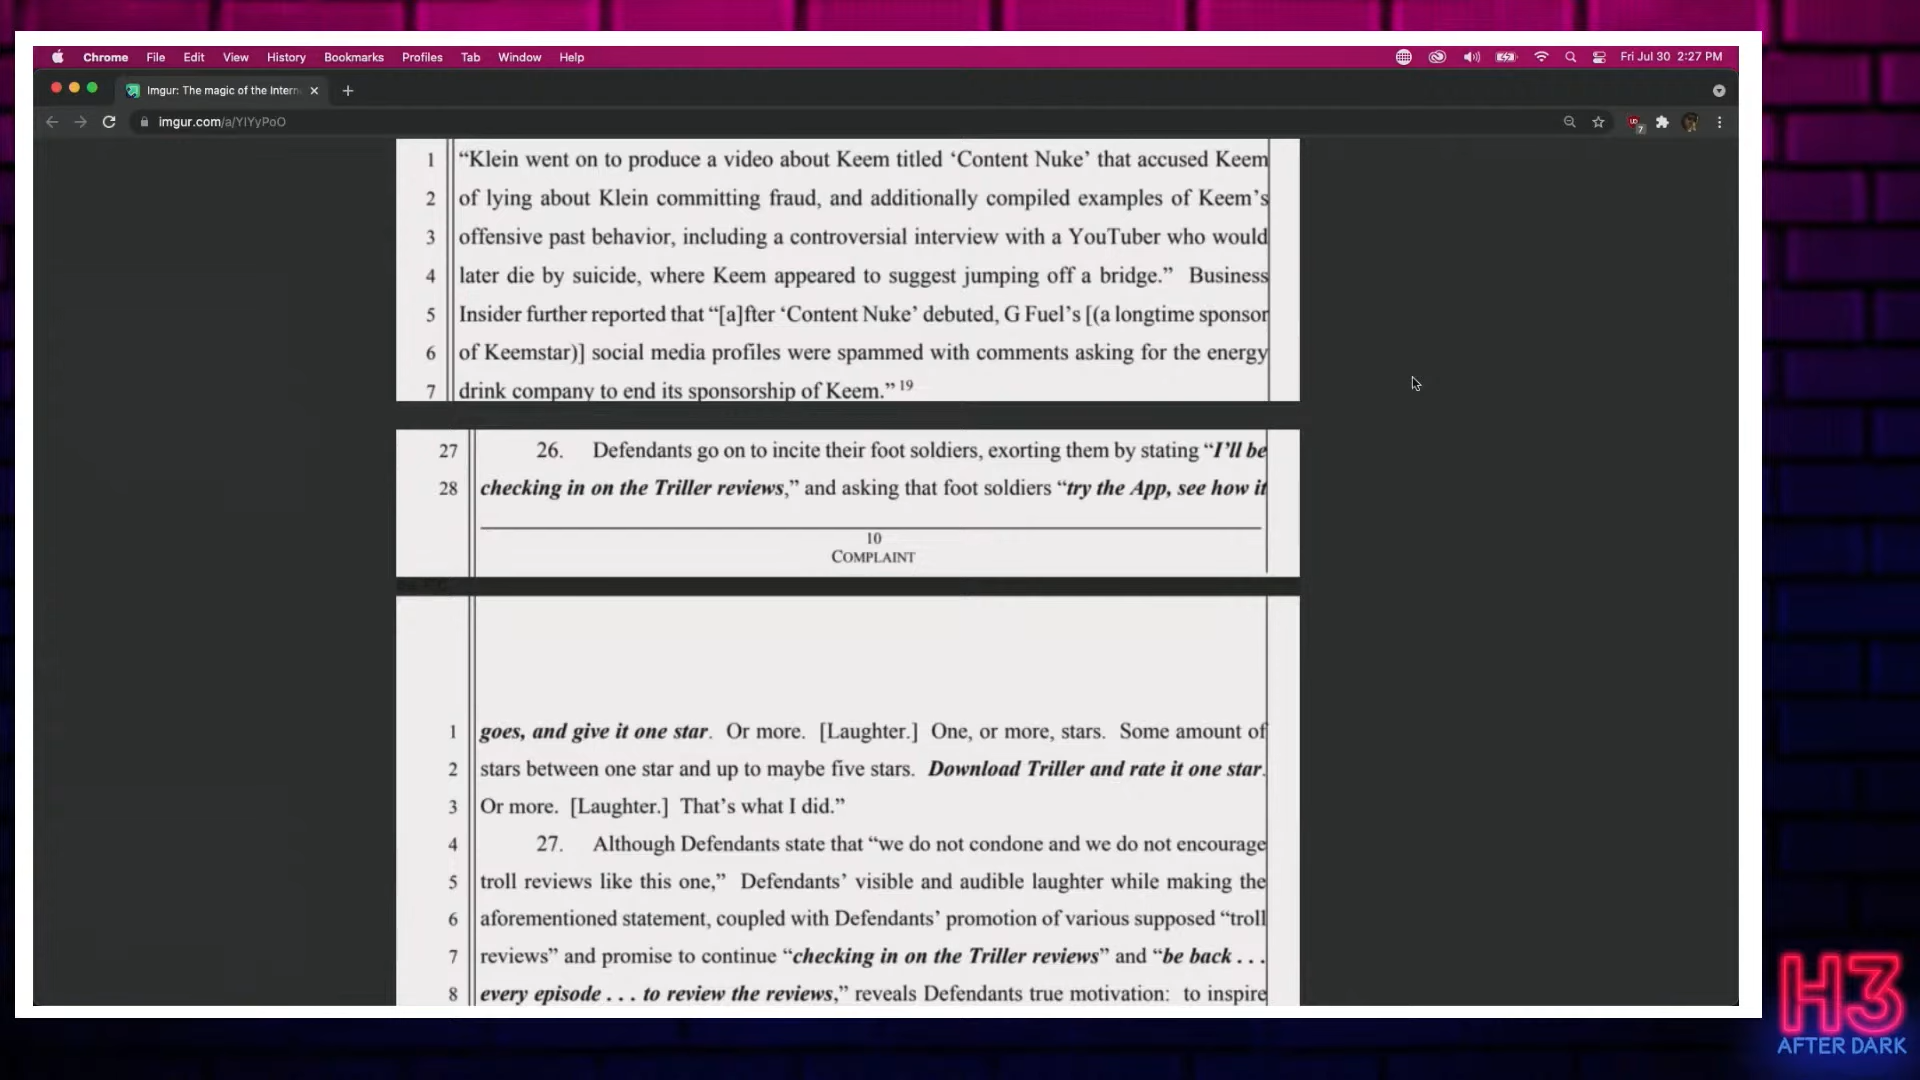 Chrome File Edit View History Bookmarks Profiles Tab Window Help Fri Jul 30 2:27 PM
Imgur: The magic of the Intern
imgur.com/a/YIYyPoO
7
1 “Klein went on to produce a video about Keem titled ‘Content Nuke’ that accused Keem
2 of lying about Klein committing fraud, and additionally compiled examples of Keem’s
3 offensive past behavior, including a controversial interview with a YouTuber who would
4 later die by suicide, where Keem appeared to suggest jumping off a bridge.” Business
5 Insider further reported that “[a]fter ‘Content Nuke’ debuted, G Fuel’s [(a longtime sponsor
6 of Keemstar)] social media profiles were spammed with comments asking for the energy
7 drink company to end its sponsorship of Keem.” 19
27 26. Defendants go on to incite their foot soldiers, exorting them by stating “I’ll be
28 checking in on the Triller reviews,” and asking that foot soldiers “try the App, see how it
10
COMPLAINT
1 goes, and give it one star. Or more. [Laughter.] One, or more, stars. Some amount of
2 stars between one star and up to maybe five stars. Download Triller and rate it one star.
3 Or more. [Laughter.] That’s what I did.”
4 27. Although Defendants state that “we do not condone and we do not encourage
5 troll reviews like this one,” Defendants’ visible and audible laughter while making the
6 aforementioned statement, coupled with Defendants’ promotion of various supposed “troll
7 reviews” and promise to continue “checking in on the Triller reviews” and “be back . . .
8 every episode . . . to review the reviews,” reveals Defendants true motivation: to inspire
H3
AFTER DARK